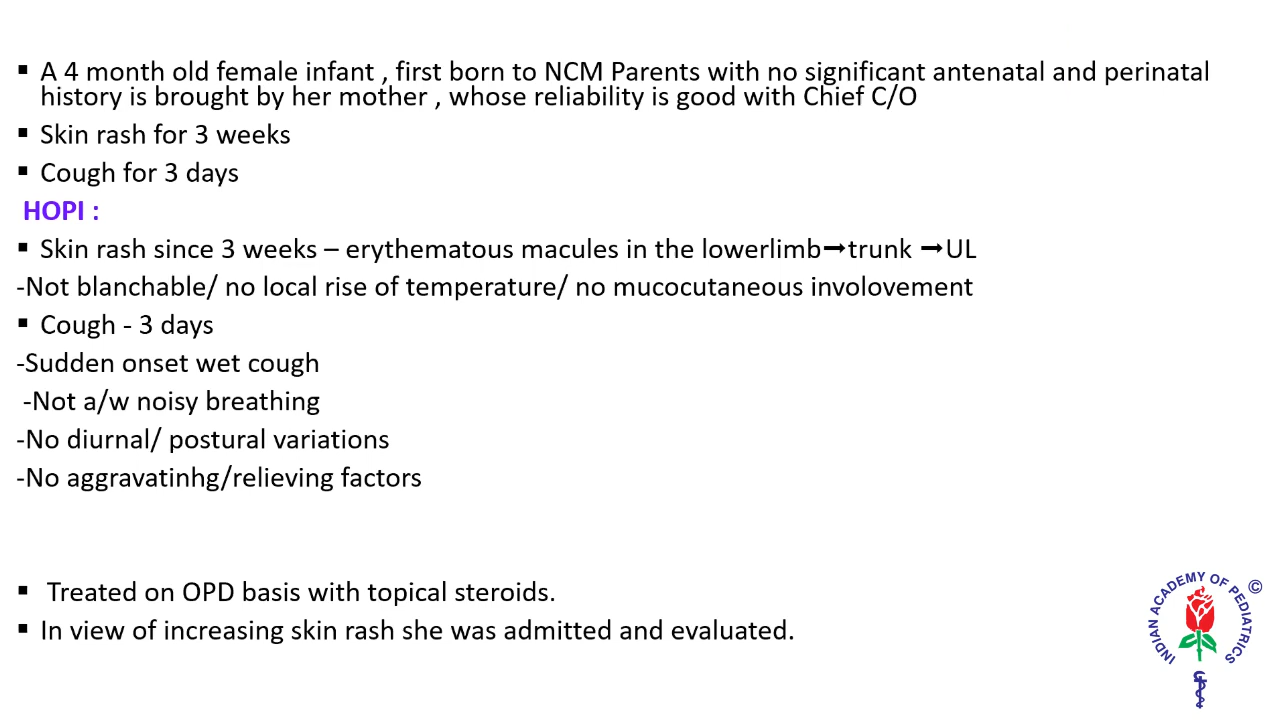 ▪ A 4 month old female infant , first born to NCM Parents with no significant antenatal and perinatal
history is brought by her mother , whose reliability is good with Chief C/O
▪ Skin rash for 3 weeks
▪ Cough for 3 days
HOPI :
▪ Skin rash since 3 weeks – erythematous macules in the lowerlimb➞trunk ➞UL
-Not blanchable/ no local rise of temperature/ no mucocutaneous involovement
▪ Cough - 3 days
-Sudden onset wet cough
-Not a/w noisy breathing
-No diurnal/ postural variations
-No aggravatinhg/relieving factors
▪ Treated on OPD basis with topical steroids.
▪ In view of increasing skin rash she was admitted and evaluated.
INDIAN ACADEMY OF PEDIATRICS ©